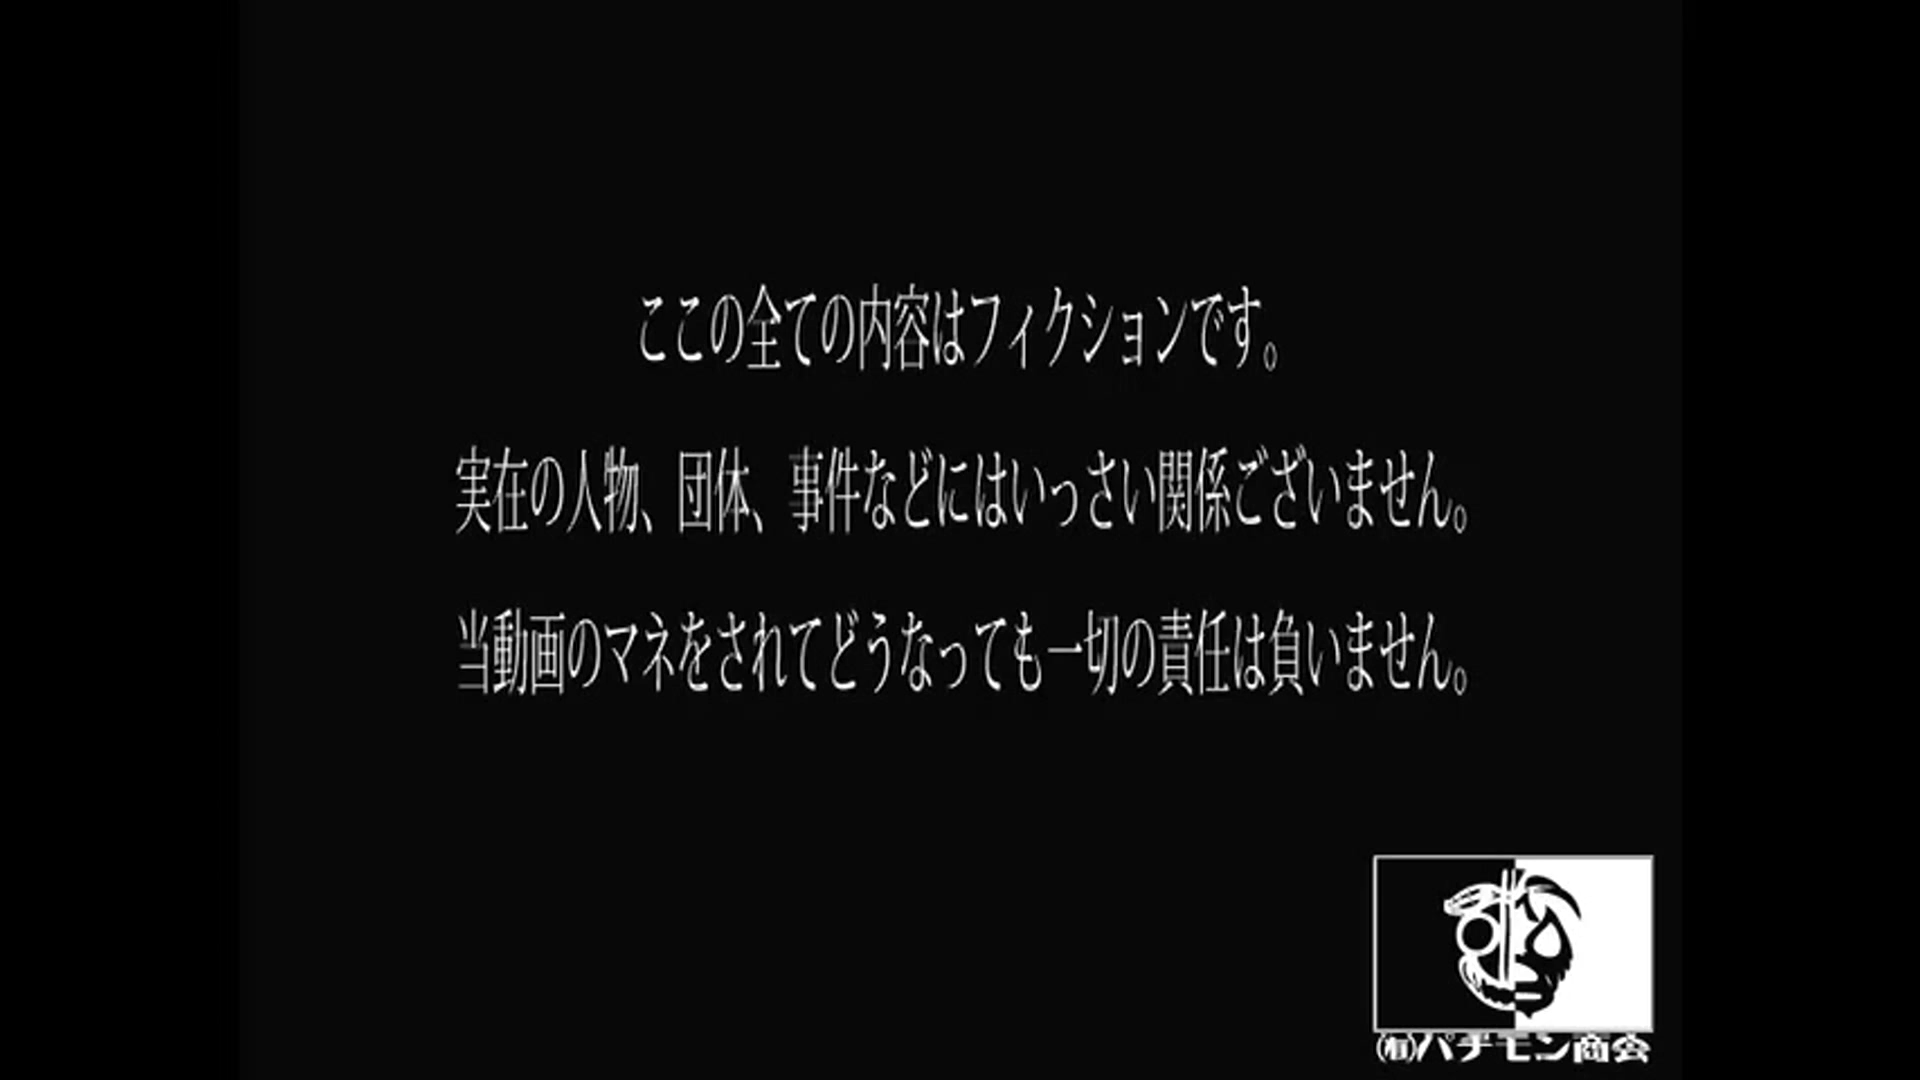 ここの全ての内容はフィクションです。
実在の人物、団体、事件などにはいっさい関係ございません。
当動画のマネをされてどうなっても一切の責任は負いません。
㈲パチモン商会